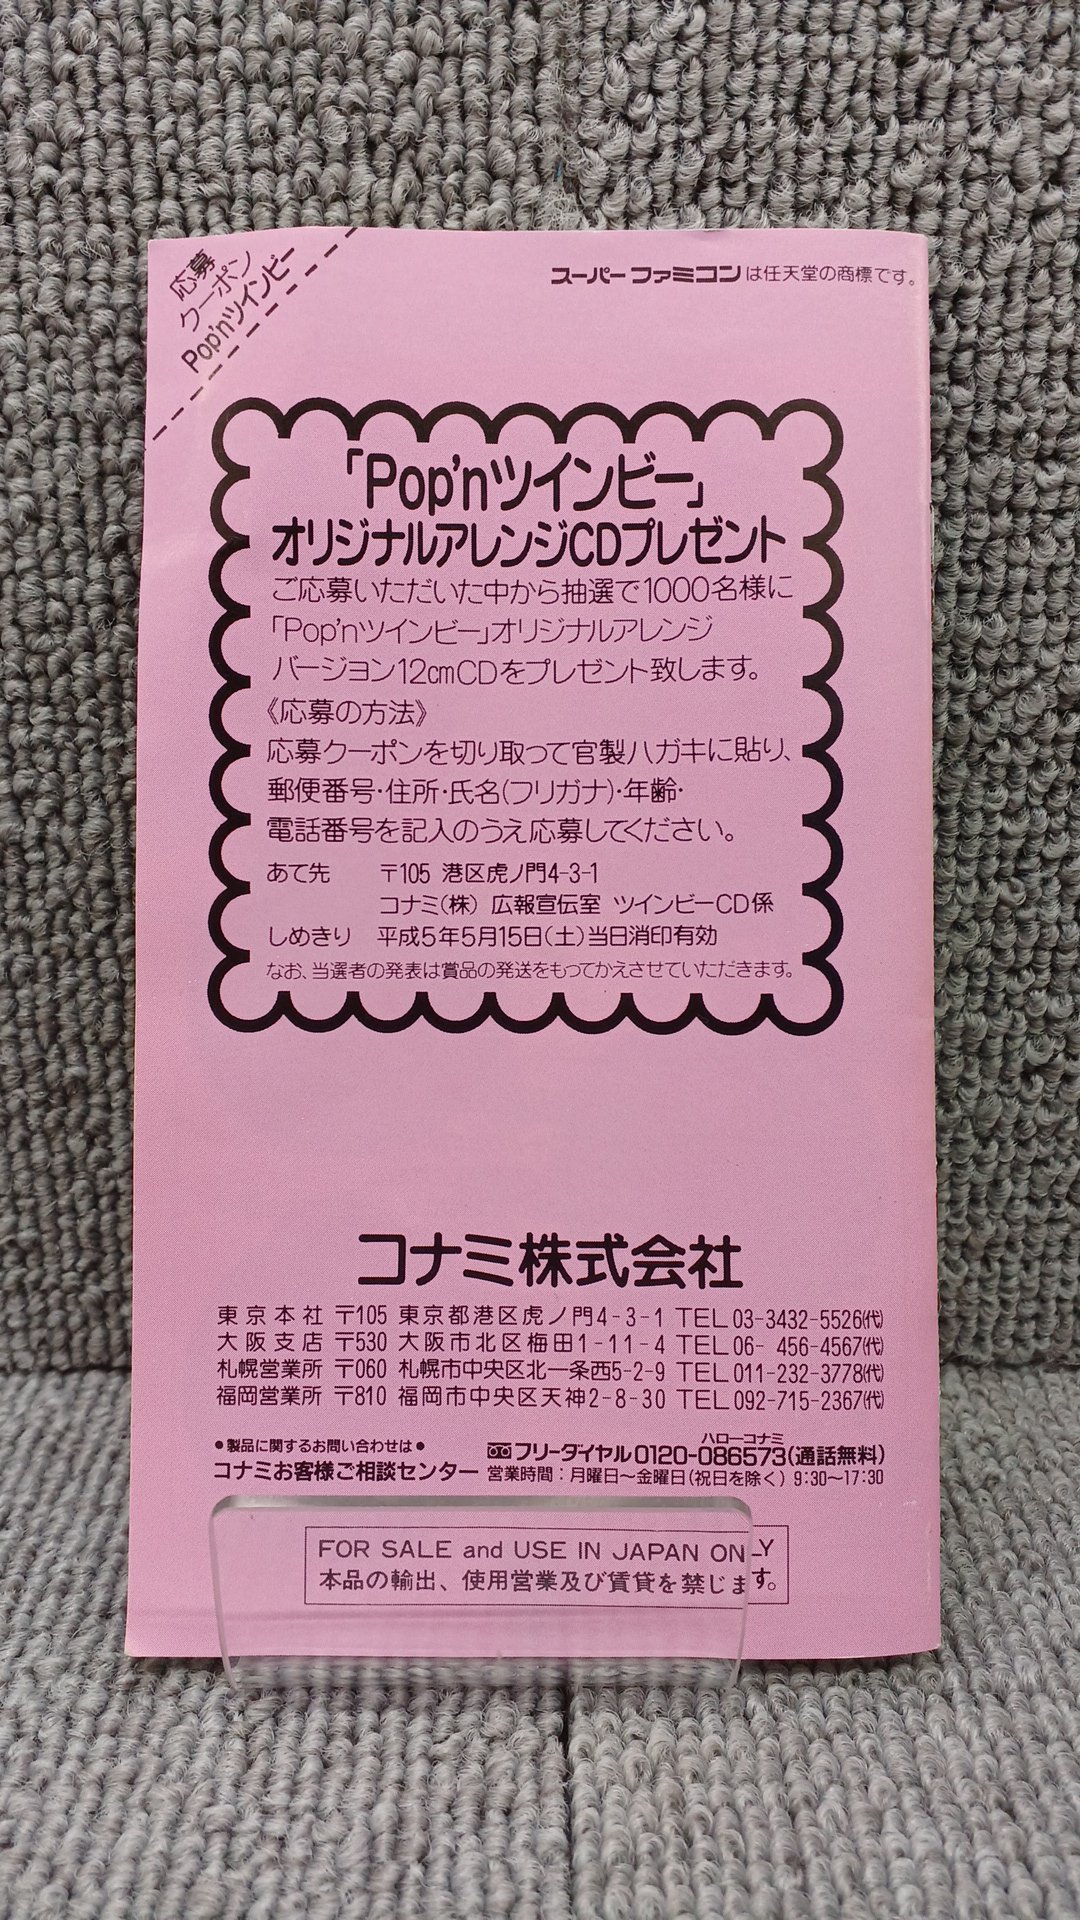 応募
クーポン
Pop'nツインビー
スーパーファミコンは任天堂の商標です。
「Pop'nツインビー」
オリジナルアレンジCDプレゼント
ご応募いただいた中から抽選で1000名様に
「Pop'nツインビー」オリジナルアレンジ
バージョン12cmCDをプレゼント致します。
《応募の方法》
応募クーポンを切り取って官製ハガキに貼り、
郵便番号・住所・氏名(フリガナ)・年齢・
電話番号を記入のうえ応募してください。
あて先 〒105 港区虎ノ門4-3-1
コナミ(株) 広報宣伝室 ツインビーCD係
しめきり 平成5年5月15日(土)当日消印有効
なお、当選者の発表は賞品の発送をもってかえさせていただきます。
コナミ株式会社
東京本社 〒105 東京都港区虎ノ門4-3-1 TEL 03-3432-5526(代)
大阪支店 〒530 大阪市北区梅田1-11-4 TEL 06-456-4567(代)
札幌営業所 〒060 札幌市中央区北一条西5-2-9 TEL 011-232-3778(代)
福岡営業所 〒810 福岡市中央区天神2-8-30 TEL 092-715-2367(代)
●製品に関するお問い合わせは●
コナミお客様ご相談センター
ハローコナミ
フリーダイヤル0120-086573(通話無料)
営業時間：月曜日〜金曜日(祝日を除く) 9:30〜17:30
FOR SALE and USE IN JAPAN ONLY
本品の輸出、使用営業及び賃貸を禁じます。